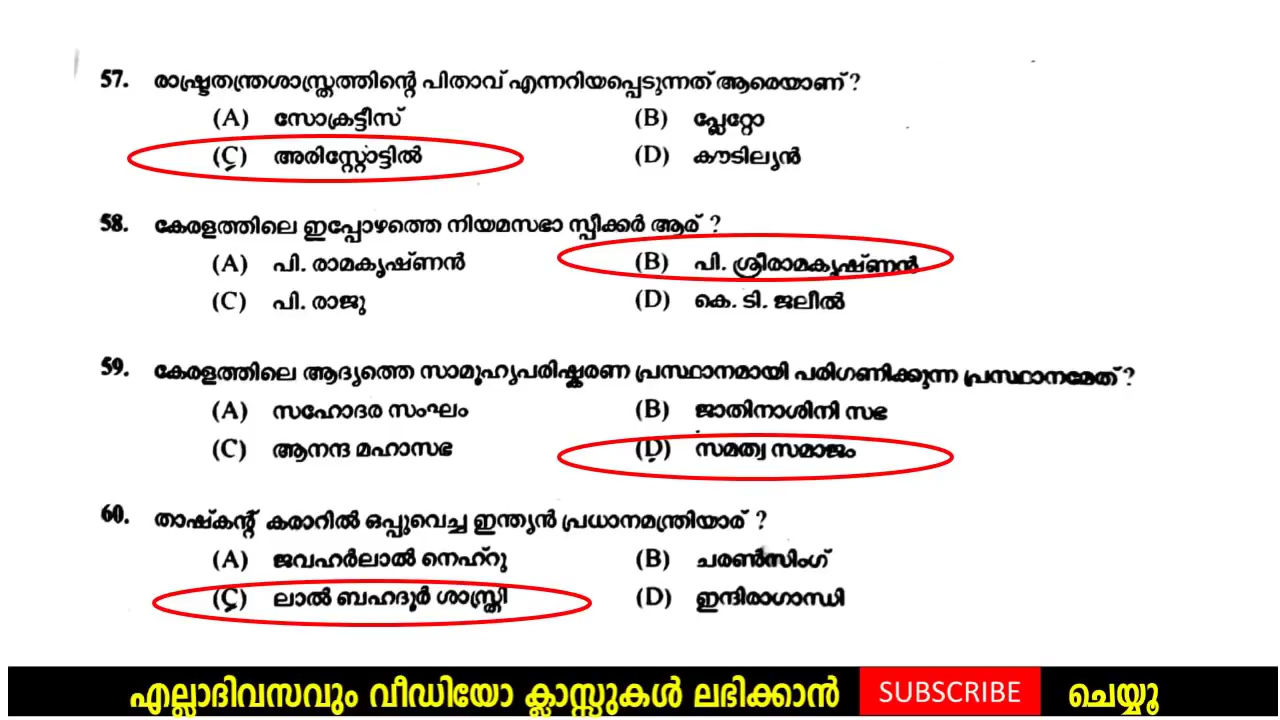 57. രാഷ്ട്രതന്ത്രശാസ്ത്രത്തിന്റെ പിതാവ് എന്നറിയപ്പെടുന്നത് ആരെയാണ് ?
(A) സോക്രട്ടീസ് (B) പ്ലേറ്റോ
(C) അരിസ്റ്റോട്ടിൽ (D) കൗടില്യൻ
58. കേരളത്തിലെ ഇപ്പോഴത്തെ നിയമസഭാ സ്പീക്കർ ആര് ?
(A) പി. രാമകൃഷ്ണൻ (B) പി. ശ്രീരാമകൃഷ്ണൻ
(C) പി. രാജു (D) കെ. ടി. ജലീൽ
59. കേരളത്തിലെ ആദ്യത്തെ സാമൂഹ്യപരിഷ്കരണ പ്രസ്ഥാനമായി പരിഗണിക്കുന്ന പ്രസ്ഥാനമേത് ?
(A) സഹോദര സംഘം (B) ജാതിനാശിനി സഭ
(C) ആനന്ദ മഹാസഭ (D) സമത്വ സമാജം
60. താഷ്കന്റ് കരാറിൽ ഒപ്പുവെച്ച ഇന്ത്യൻ പ്രധാനമന്ത്രിയാര് ?
(A) ജവഹർലാൽ നെഹ്റു (B) ചരൺസിംഗ്
(C) ലാൽ ബഹദൂർ ശാസ്ത്രി (D) ഇന്ദിരാഗാന്ധി
എല്ലാദിവസവും വീഡിയോ ക്ലാസ്സുകൾ ലഭിക്കാൻ SUBSCRIBE ചെയ്യൂ